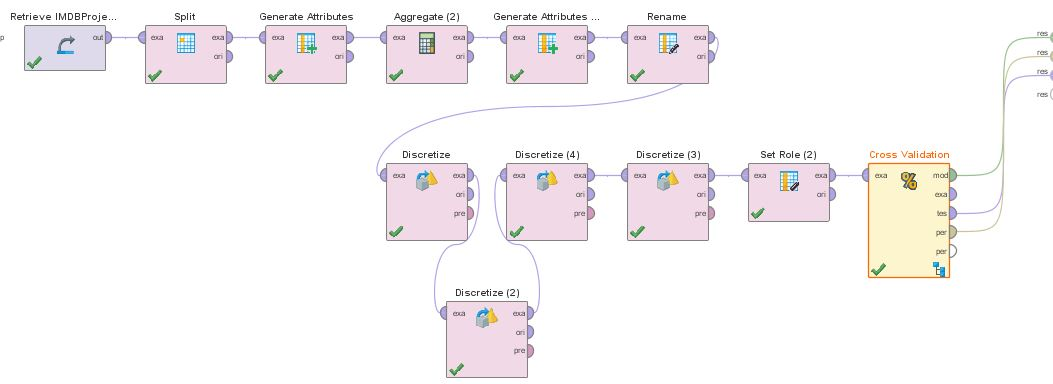 Retrieve IMDBProje... Split Generate Attributes Aggregate (2) Generate Attributes ... Rename
p out exa exa exa exa exa exa exa exa exa exa res
ori ori ori ori ori res
res
res
Discretize Discretize (4) Discretize (3) Set Role (2) Cross Validation
exa exa exa exa exa exa exa exa exa mod
ori ori ori ori exa
pre pre pre tes
per
per
Discretize (2)
exa exa
ori
pre